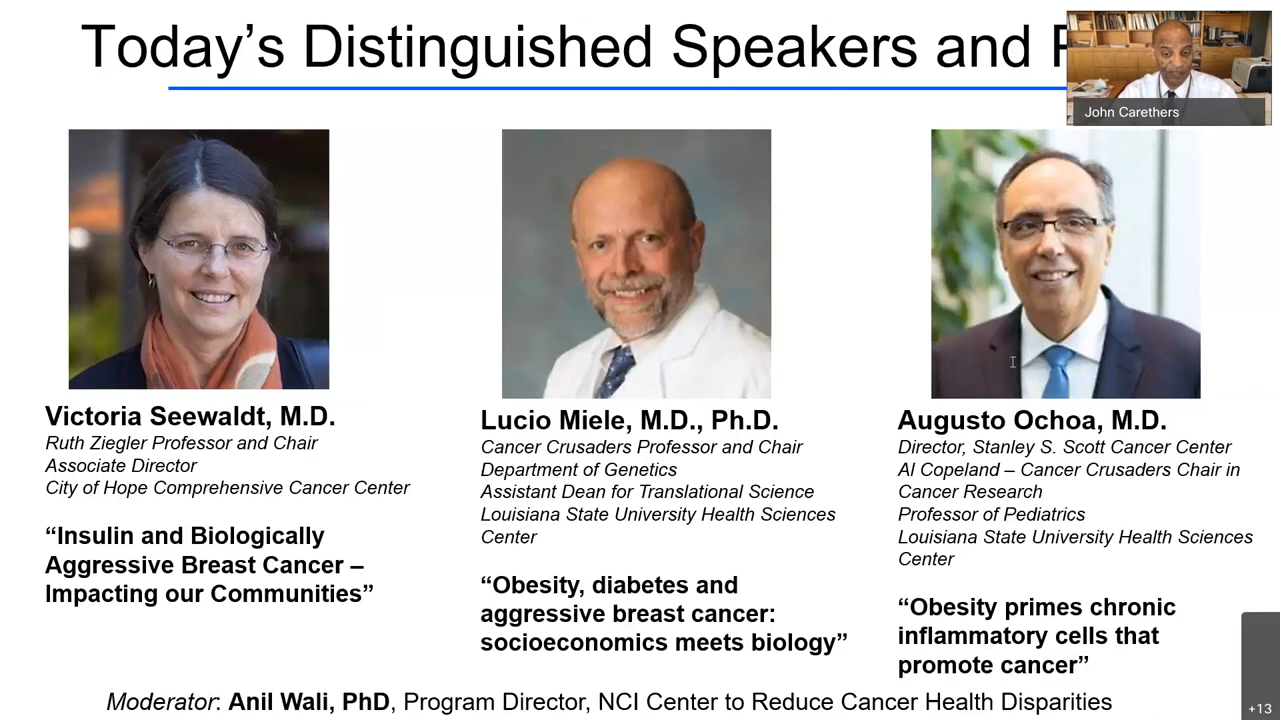 Today's Distinguished Speakers and
John Carethers
Victoria Seewaldt, M.D.
Ruth Ziegler Professor and Chair
Associate Director
City of Hope Comprehensive Cancer Center
“Insulin and Biologically
Aggressive Breast Cancer –
Impacting our Communities”
Lucio Miele, M.D., Ph.D.
Cancer Crusaders Professor and Chair
Department of Genetics
Assistant Dean for Translational Science
Louisiana State University Health Sciences
Center
“Obesity, diabetes and
aggressive breast cancer:
socioeconomics meets biology”
Augusto Ochoa, M.D.
Director, Stanley S. Scott Cancer Center
Al Copeland – Cancer Crusaders Chair in
Cancer Research
Professor of Pediatrics
Louisiana State University Health Sciences
Center
“Obesity primes chronic
inflammatory cells that
promote cancer”
Moderator: Anil Wali, PhD, Program Director, NCI Center to Reduce Cancer Health Disparities
+13